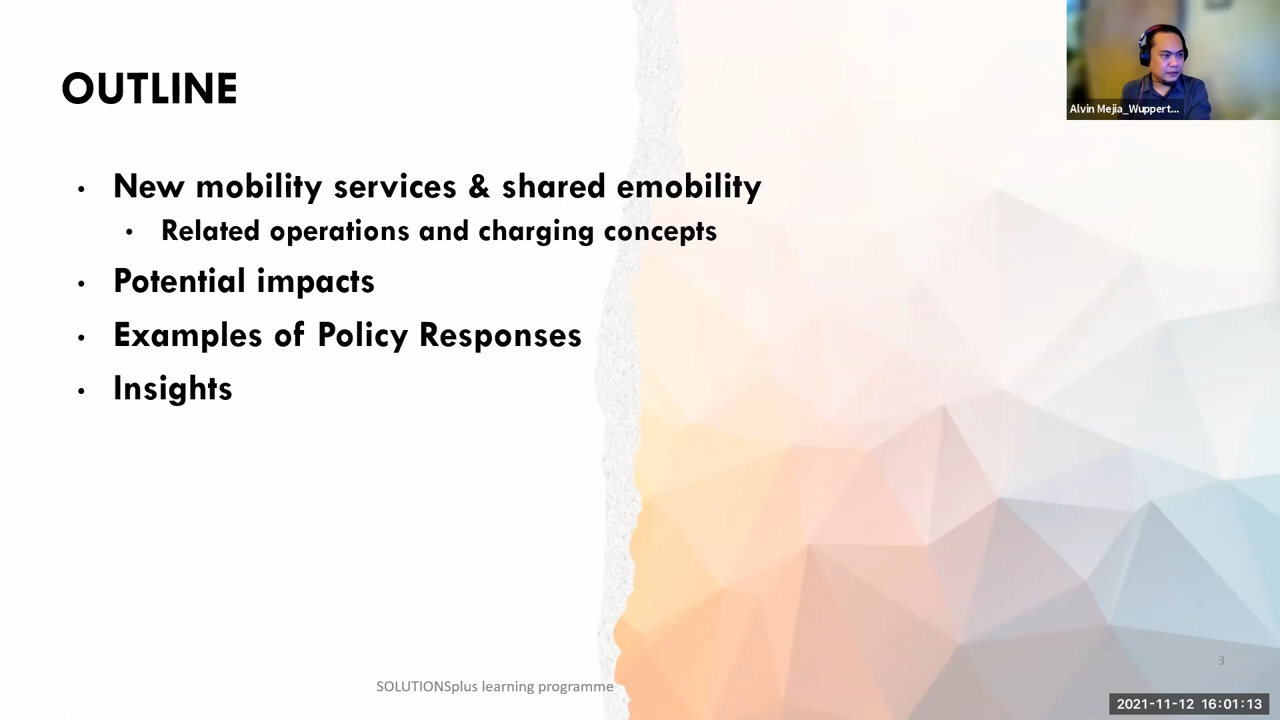 OUTLINE
Alvin Mejia_Wuppert...
• New mobility services & shared emobility
• Related operations and charging concepts
• Potential impacts
• Examples of Policy Responses
• Insights
3
SOLUTIONSplus learning programme
2021-11-12 16:01:13